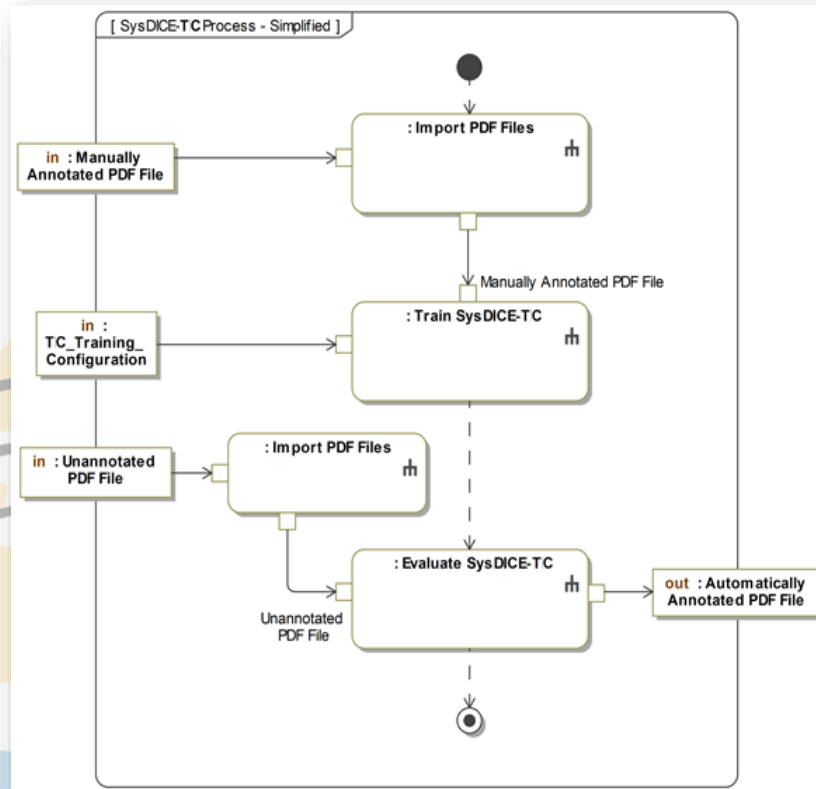 [ SysDICE-TC Process - Simplified ]
: Import PDF Files
in : Manually
Annotated PDF File
Manually Annotated PDF File
: Train SysDICE-TC
in :
TC_Training_
Configuration
: Import PDF Files
in : Unannotated
PDF File
: Evaluate SysDICE-TC
out : Automatically
Annotated PDF File
Unannotated
PDF File